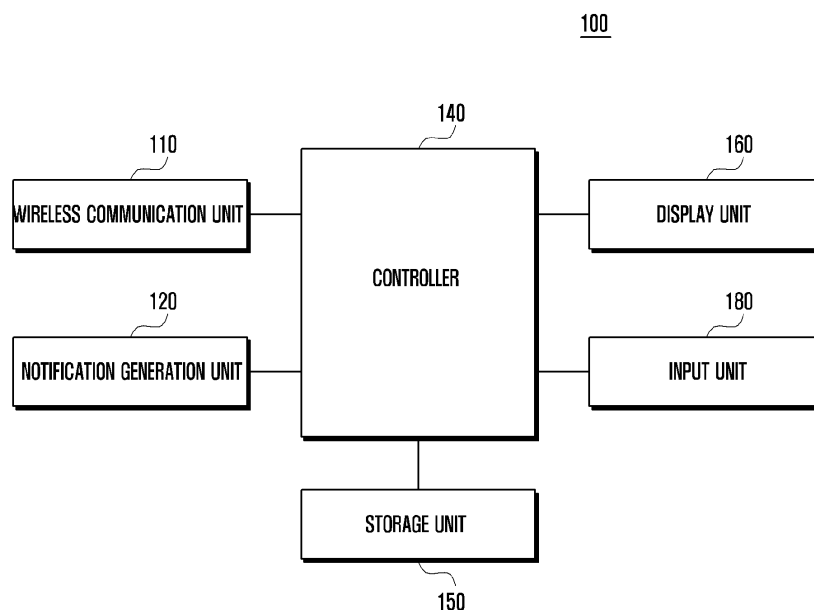 100
140
110
160
WIRELESS COMMUNICATION UNIT
DISPLAY UNIT
CONTROLLER
120
180
NOTIFICATION GENERATION UNIT
INPUT UNIT
STORAGE UNIT
150